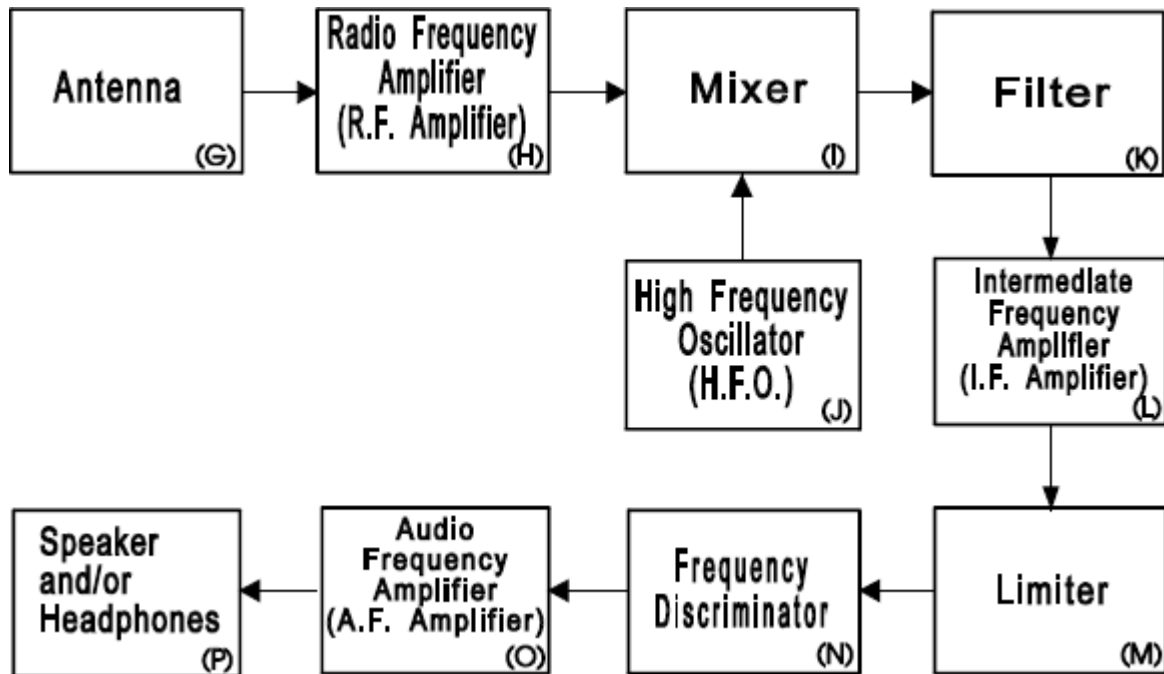 Antenna
(G)
Radio Frequency
Amplifier
(R.F. Amplifier)
(H)
Mixer
(I)
Filter
(K)
High Frequency
Oscillator
(H.F.O.)
(J)
Intermediate
Frequency
Amplifier
(I.F. Amplifier)
(L)
Speaker
and/or
Headphones
(P)
Audio
Frequency
Amplifier
(A.F. Amplifier)
(O)
Frequency
Discriminator
(N)
Limiter
(M)